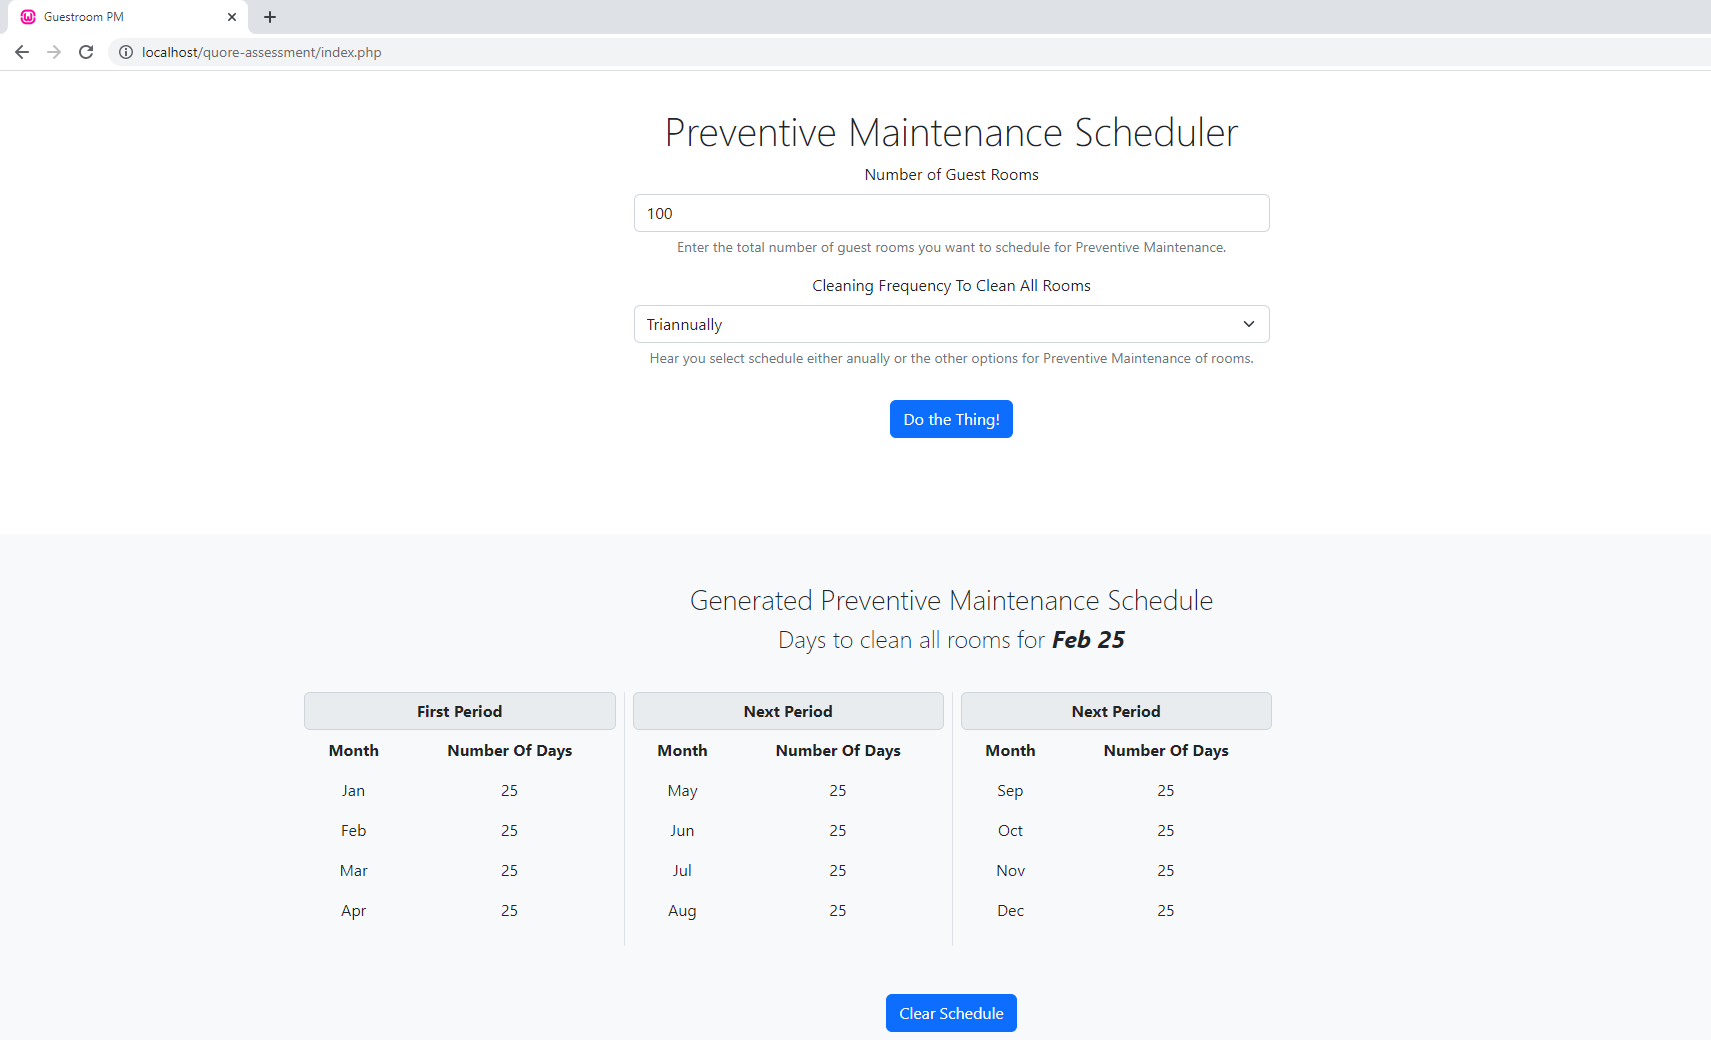 Guestroom PM
localhost/quore-assessment/index.php
Preventive Maintenance Scheduler
Number of Guest Rooms
100
Enter the total number of guest rooms you want to schedule for Preventive Maintenance.
Cleaning Frequency To Clean All Rooms
Triannually
Hear you select schedule either anually or the other options for Preventive Maintenance of rooms.
Do the Thing!
Generated Preventive Maintenance Schedule
Days to clean all rooms for Feb 25
First Period
Month Number Of Days
Jan 25
Feb 25
Mar 25
Apr 25
Next Period
Month Number Of Days
May 25
Jun 25
Jul 25
Aug 25
Next Period
Month Number Of Days
Sep 25
Oct 25
Nov 25
Dec 25
Clear Schedule